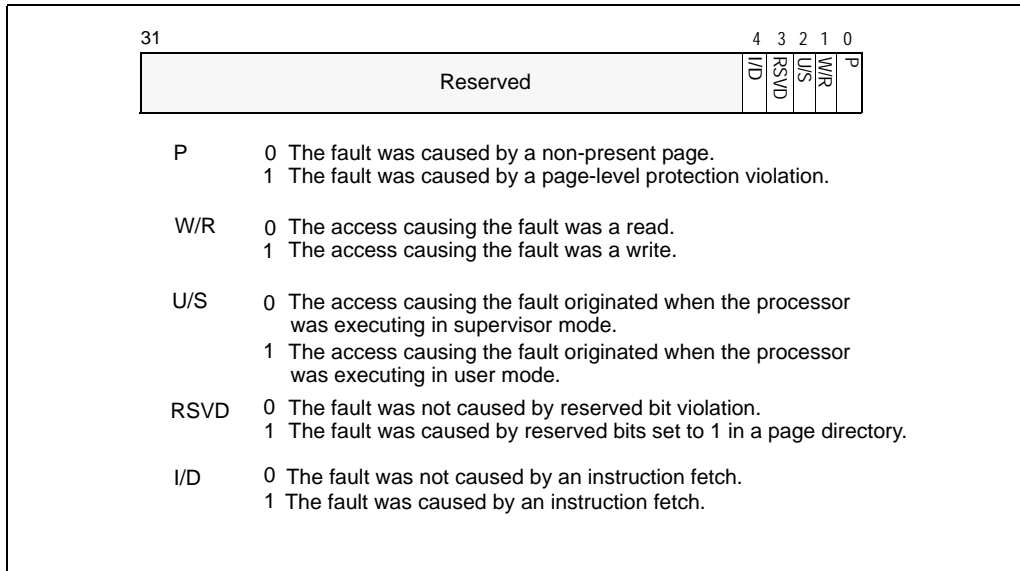 31 4 3 2 1 0
Reserved I/D RSVD U/S W/R P
P 0 The fault was caused by a non-present page.
1 The fault was caused by a page-level protection violation.
W/R 0 The access causing the fault was a read.
1 The access causing the fault was a write.
U/S 0 The access causing the fault originated when the processor
was executing in supervisor mode.
1 The access causing the fault originated when the processor
was executing in user mode.
RSVD 0 The fault was not caused by reserved bit violation.
1 The fault was caused by reserved bits set to 1 in a page directory.
I/D 0 The fault was not caused by an instruction fetch.
1 The fault was caused by an instruction fetch.